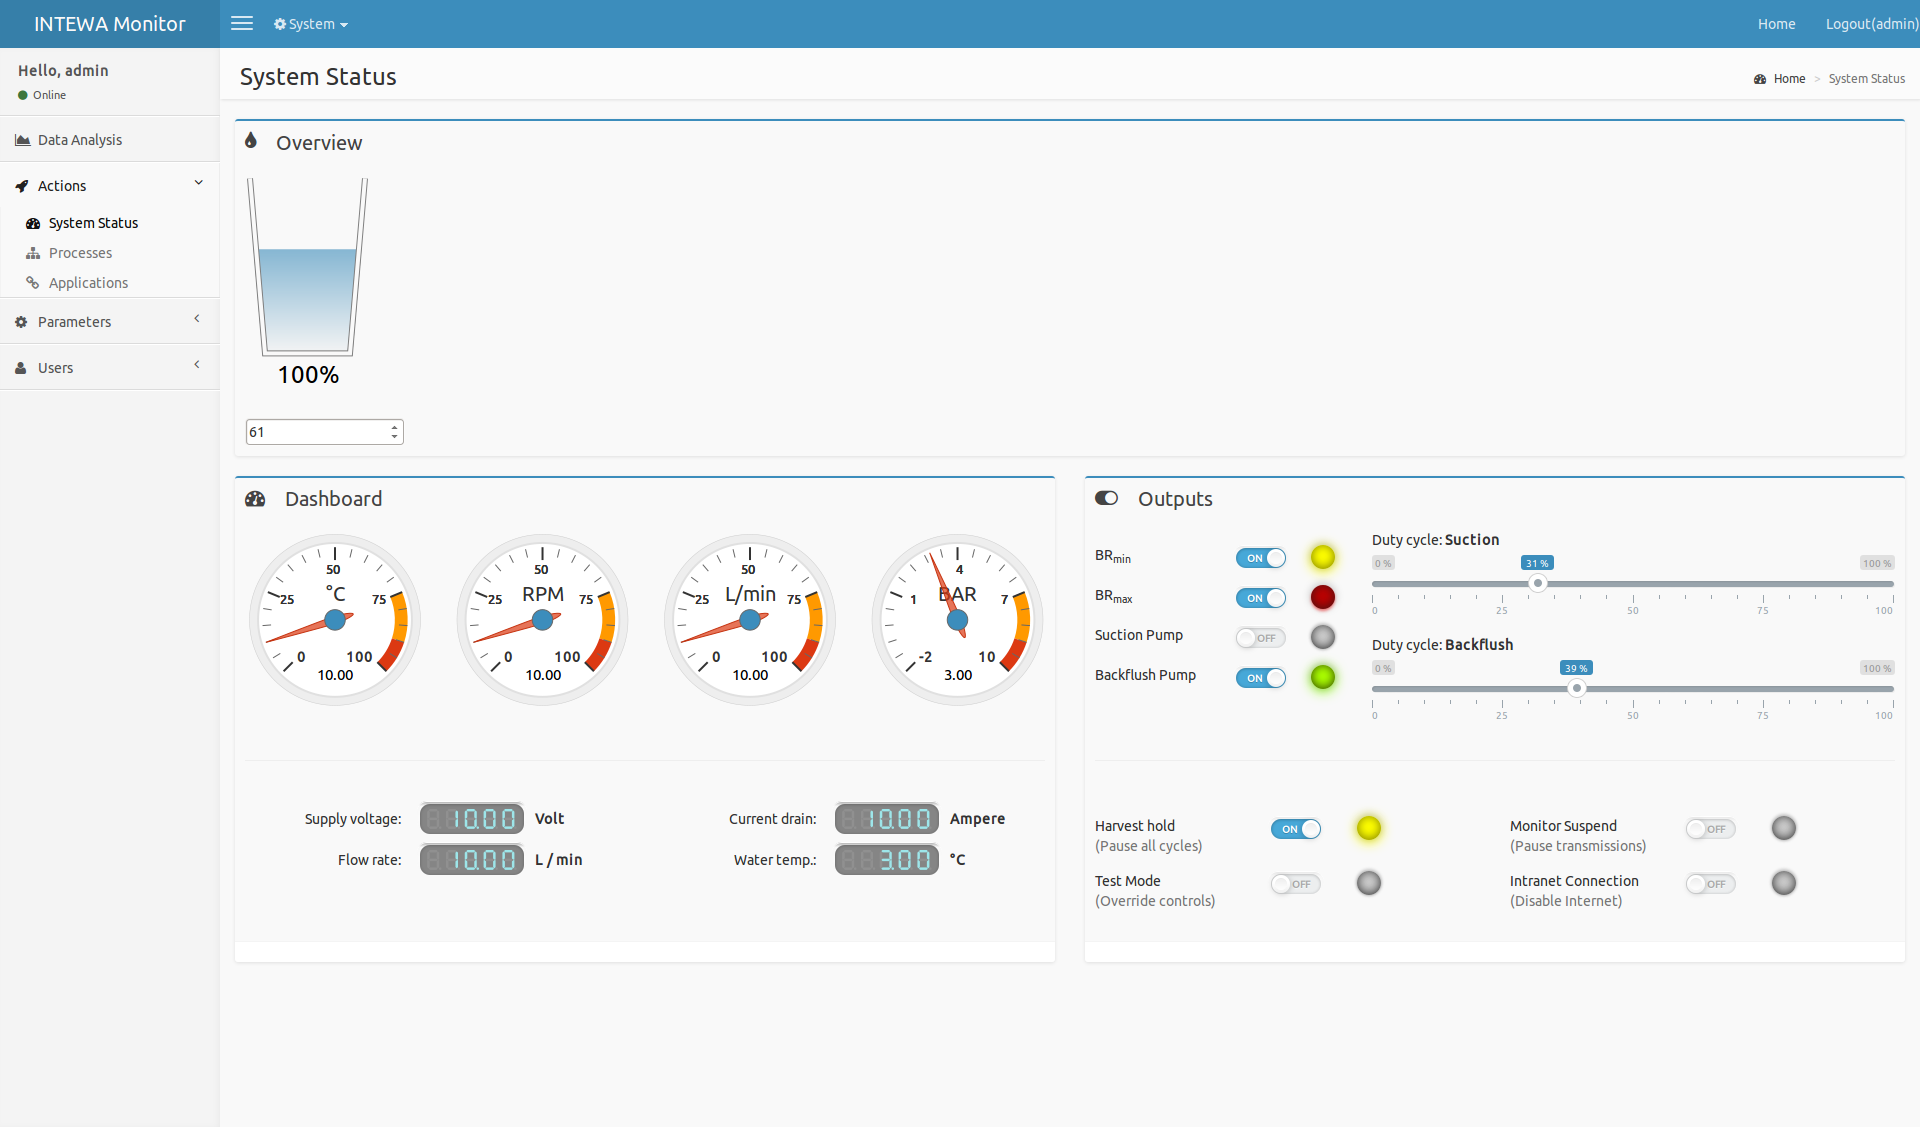 INTEWA Monitor
System
Home
Logout(admin)
Hello, admin
Online
Data Analysis
Actions
System Status
Processes
Applications
Parameters
Users
System Status
Home > System Status
Overview
100%
61
Dashboard
50
°C
25 75
0 100
10.00
50
RPM
25 75
0 100
10.00
50
L/min
25 75
0 100
10.00
4
BAR
1 7
-2 10
3.00
Supply voltage: 10.00 Volt
Current drain: 10.00 Ampere
Flow rate: 10.00 L / min
Water temp.: 3.00 °C
Outputs
BRmin ON
BRmax ON
Suction Pump OFF
Backflush Pump ON
Duty cycle: Suction
0 % 31 % 100 %
0 25 50 75 100
Duty cycle: Backflush
0 % 39 % 100 %
0 25 50 75 100
Harvest hold ON
(Pause all cycles)
Monitor Suspend OFF
(Pause transmissions)
Test Mode OFF
(Override controls)
Intranet Connection OFF
(Disable Internet)